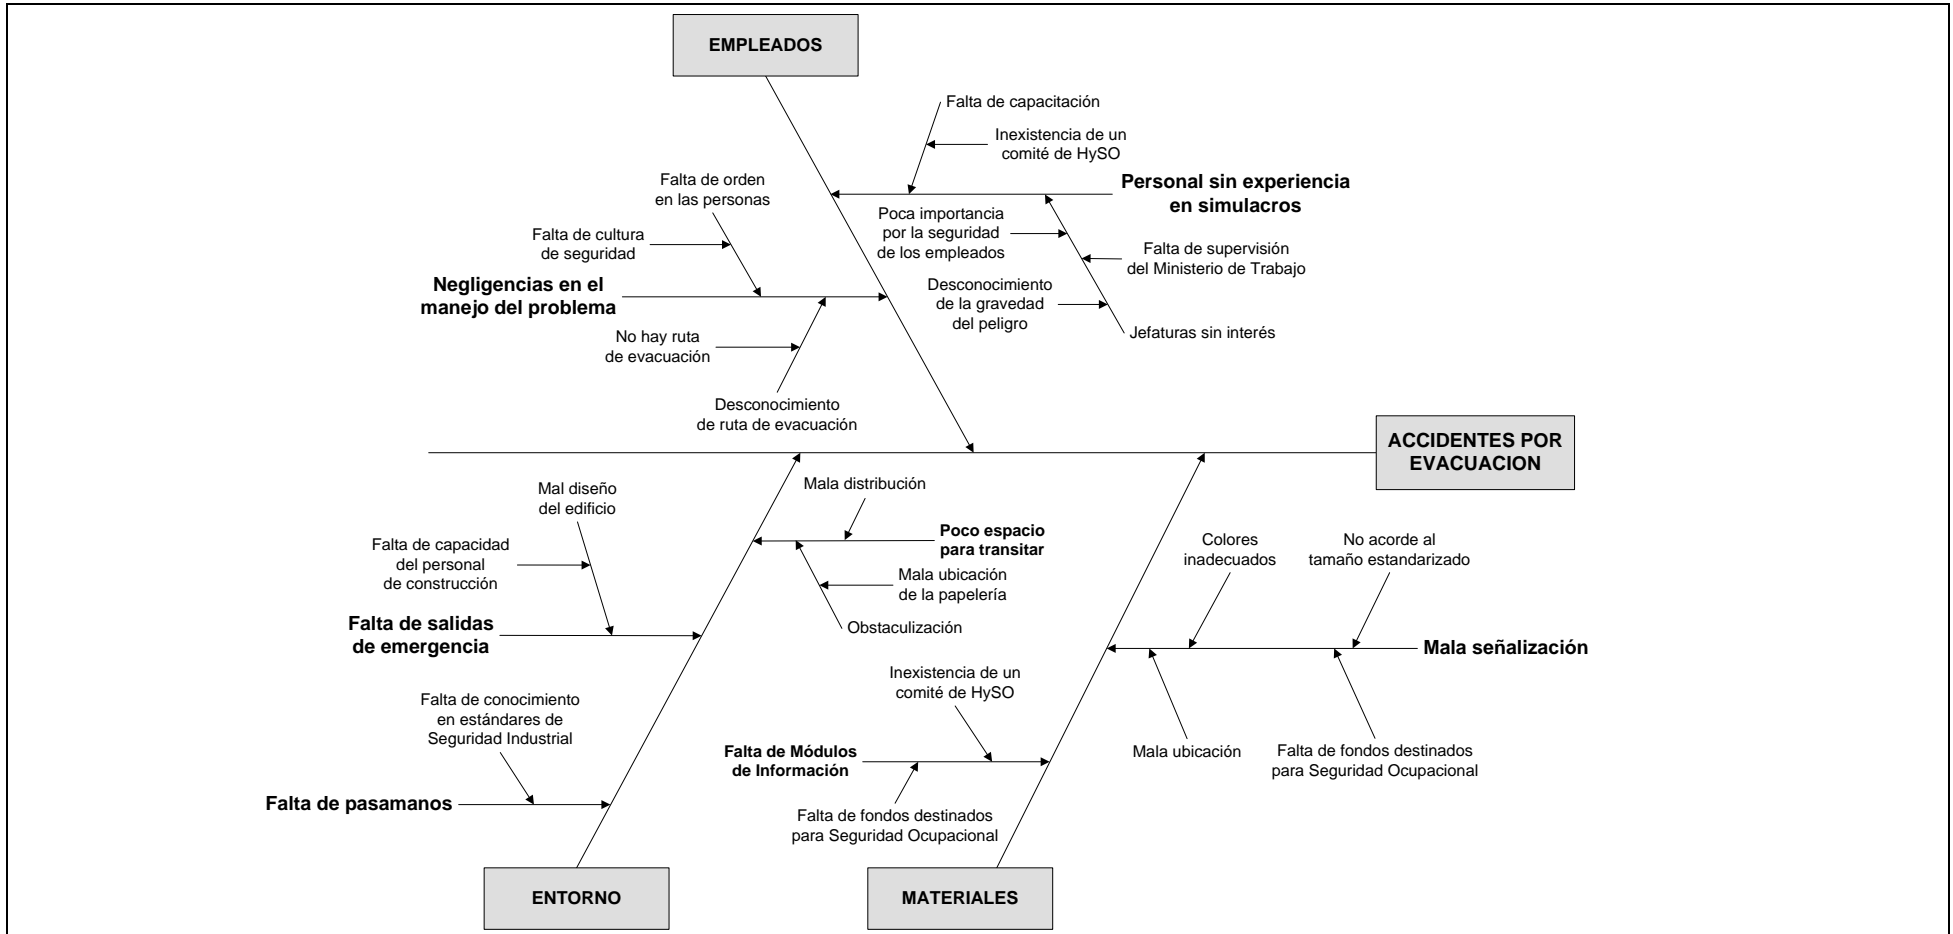 EMPLEADOS
Falta de capacitación
Inexistencia de un
comité de HySO
Personal sin experiencia
en simulacros
Falta de orden
en las personas
Poca importancia
por la seguridad
de los empleados
Falta de cultura
de seguridad
Falta de supervisión
del Ministerio de Trabajo
Negligencias en el
manejo del problema
Desconocimiento
de la gravedad
del peligro
Jefaturas sin interés
No hay ruta
de evacuación
Desconocimiento
de ruta de evacuación
ACCIDENTES POR
EVACUACION
Mal diseño
del edificio
Mala distribución
Falta de capacidad
del personal
de construcción
Poco espacio
para transitar
Colores
inadecuados
No acorde al
tamaño estandarizado
Mala ubicación
de la papelería
Falta de salidas
de emergencia
Obstaculización
Mala señalización
Inexistencia de un
comité de HySO
Falta de conocimiento
en estándares de
Seguridad Industrial
Falta de Módulos
de Información
Mala ubicación
Falta de fondos destinados
para Seguridad Ocupacional
Falta de pasamanos
Falta de fondos destinados
para Seguridad Ocupacional
ENTORNO
MATERIALES